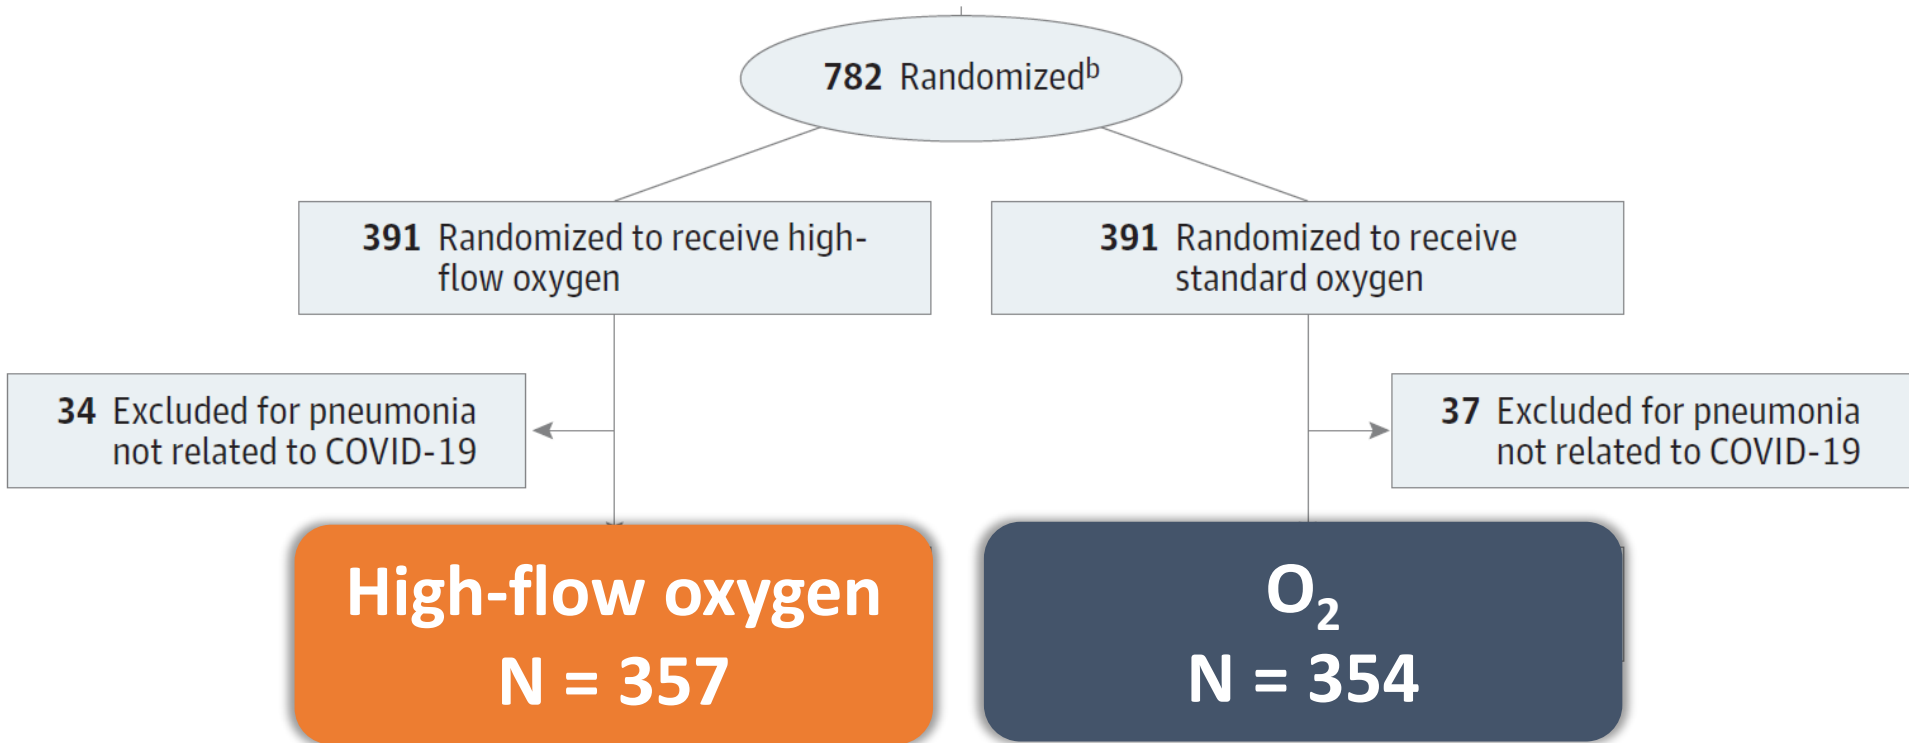 782 Randomizedb
391 Randomized to receive high-
flow oxygen
391 Randomized to receive
standard oxygen
34 Excluded for pneumonia
not related to COVID-19
37 Excluded for pneumonia
not related to COVID-19
High-flow oxygen
N = 357
O2
N = 354